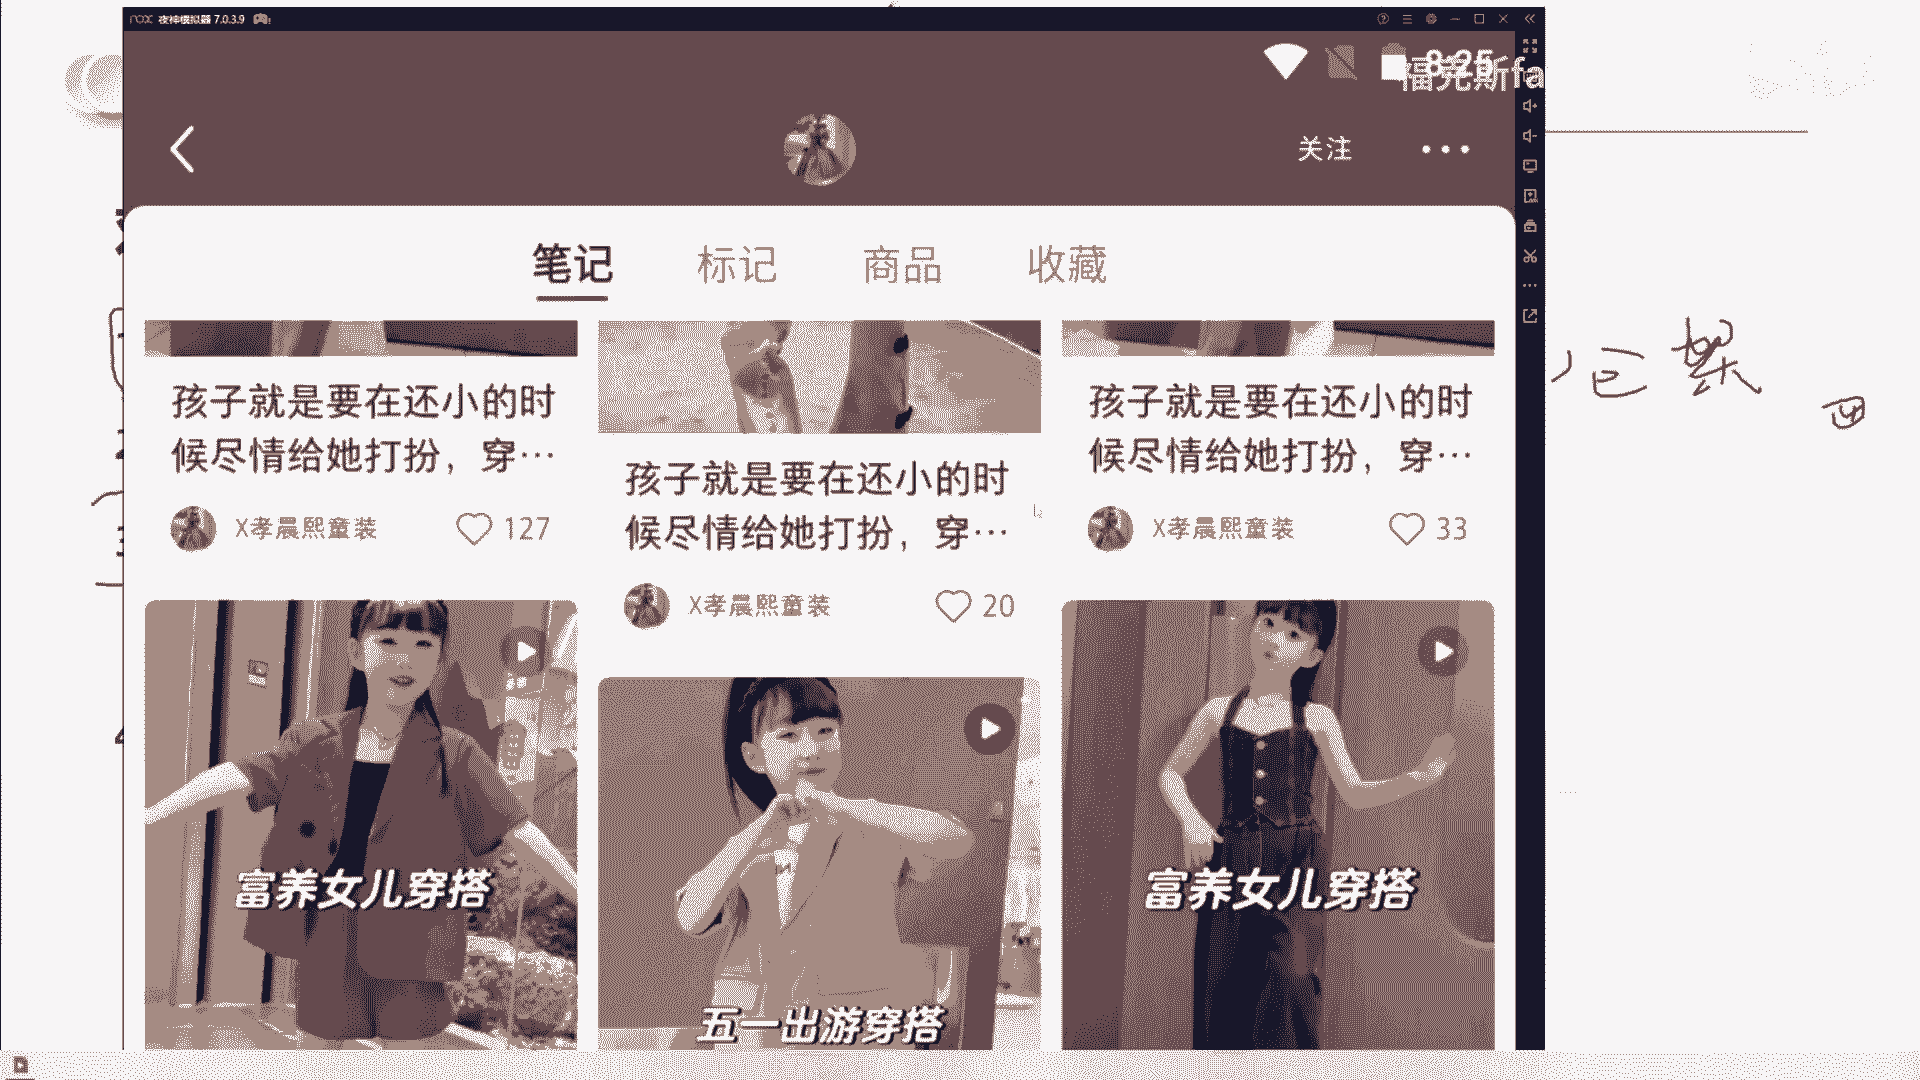 nox 夜神模拟器 7.0.3.9
8:25
福克斯fa
关注
笔记 标记 商品 收藏
孩子就是要在还小的时
候尽情给她打扮，穿…
X孝晨熙童装 127
孩子就是要在还小的时
候尽情给她打扮，穿…
X孝晨熙童装 20
孩子就是要在还小的时
候尽情给她打扮，穿…
X孝晨熙童装 33
富养女儿穿搭
五一出游穿搭
富养女儿穿搭